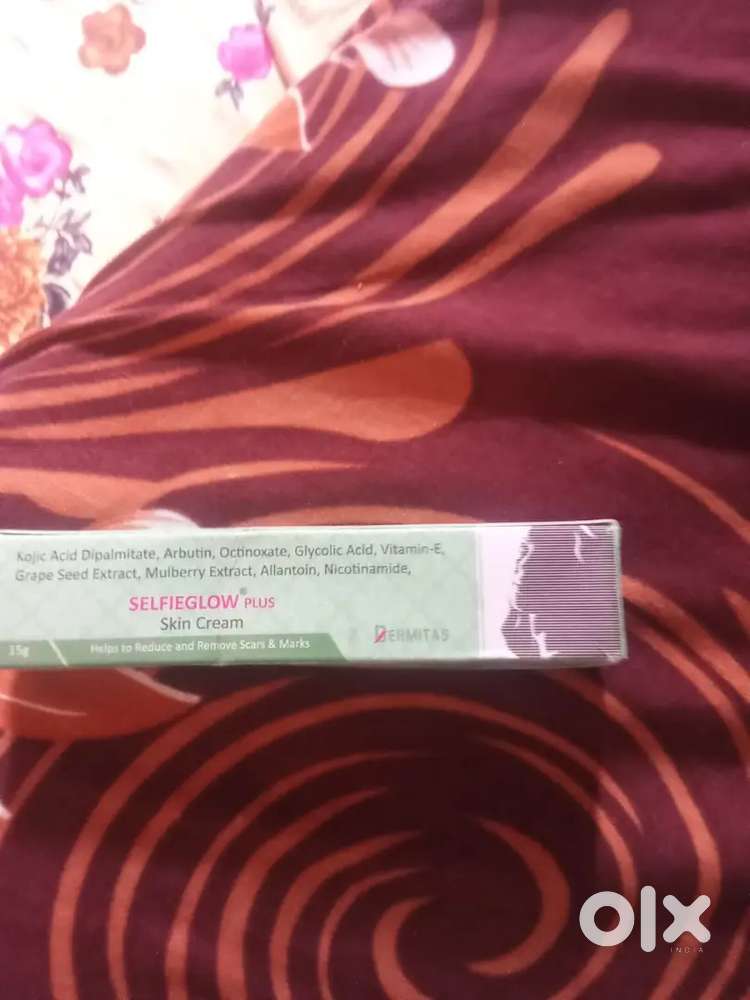 Kojic Acid Dipalmitate, Arbutin, Octinoxate, Glycolic Acid, Vitamin-E,
Grape Seed Extract, Mulberry Extract, Allantoin, Nicotinamide,
SELFIEGLOW® PLUS
Skin Cream
DERMITAS
15g Helps to Reduce and Remove Scars & Marks
olx
INDIA